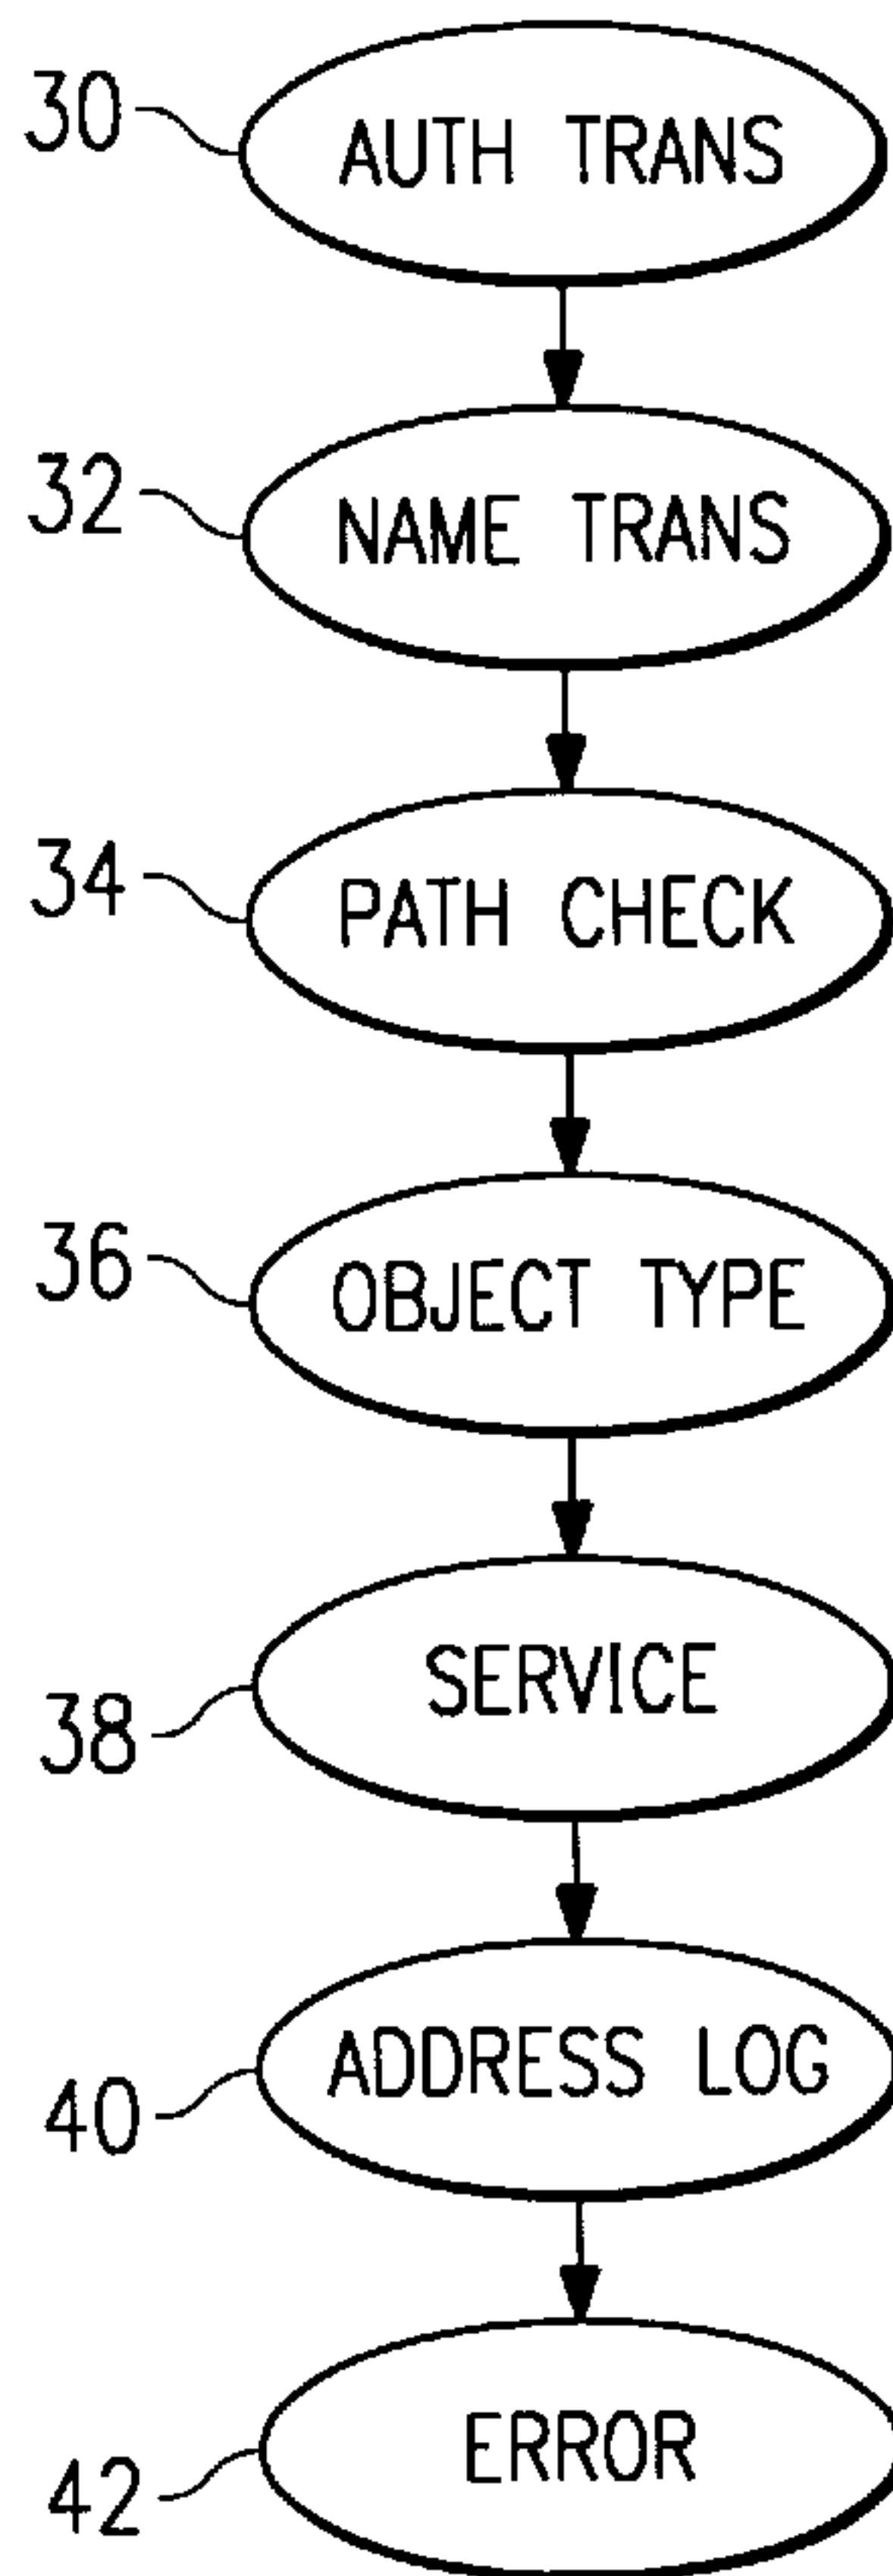 30 AUTH TRANS
32 NAME TRANS
34 PATH CHECK
36 OBJECT TYPE
38 SERVICE
40 ADDRESS LOG
42 ERROR